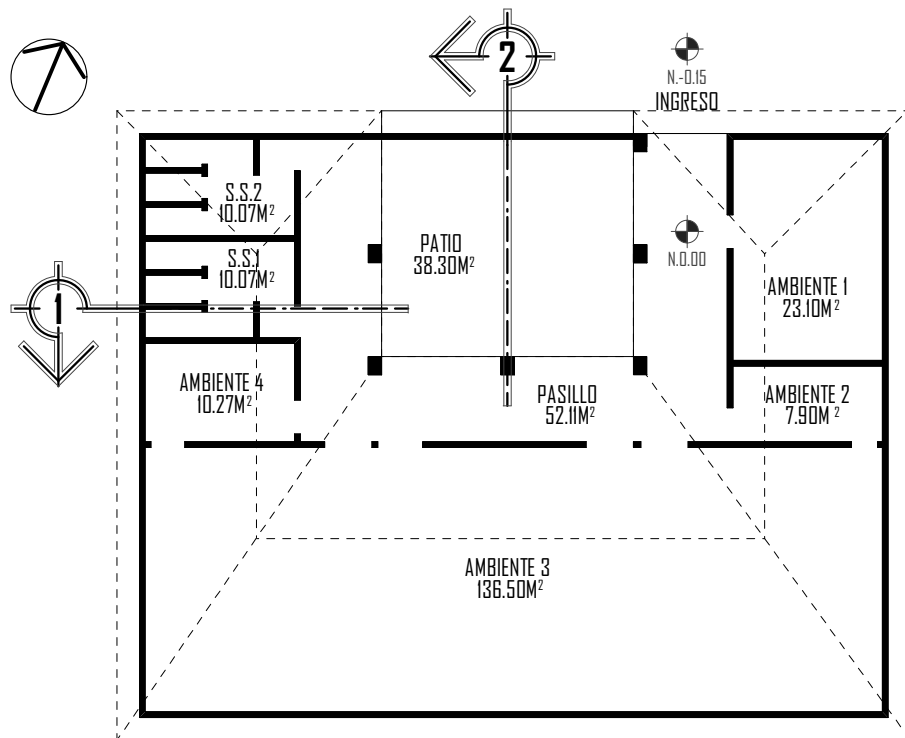 2
N.-0.15
INGRESO
S.S.2
10.07M²
PATIO
38.30M²
N.0.00
S.S.1
10.07M²
AMBIENTE 1
23.10M²
1
AMBIENTE 4
10.27M²
PASILLO
52.11M²
AMBIENTE 2
7.90M²
AMBIENTE 3
136.50M²